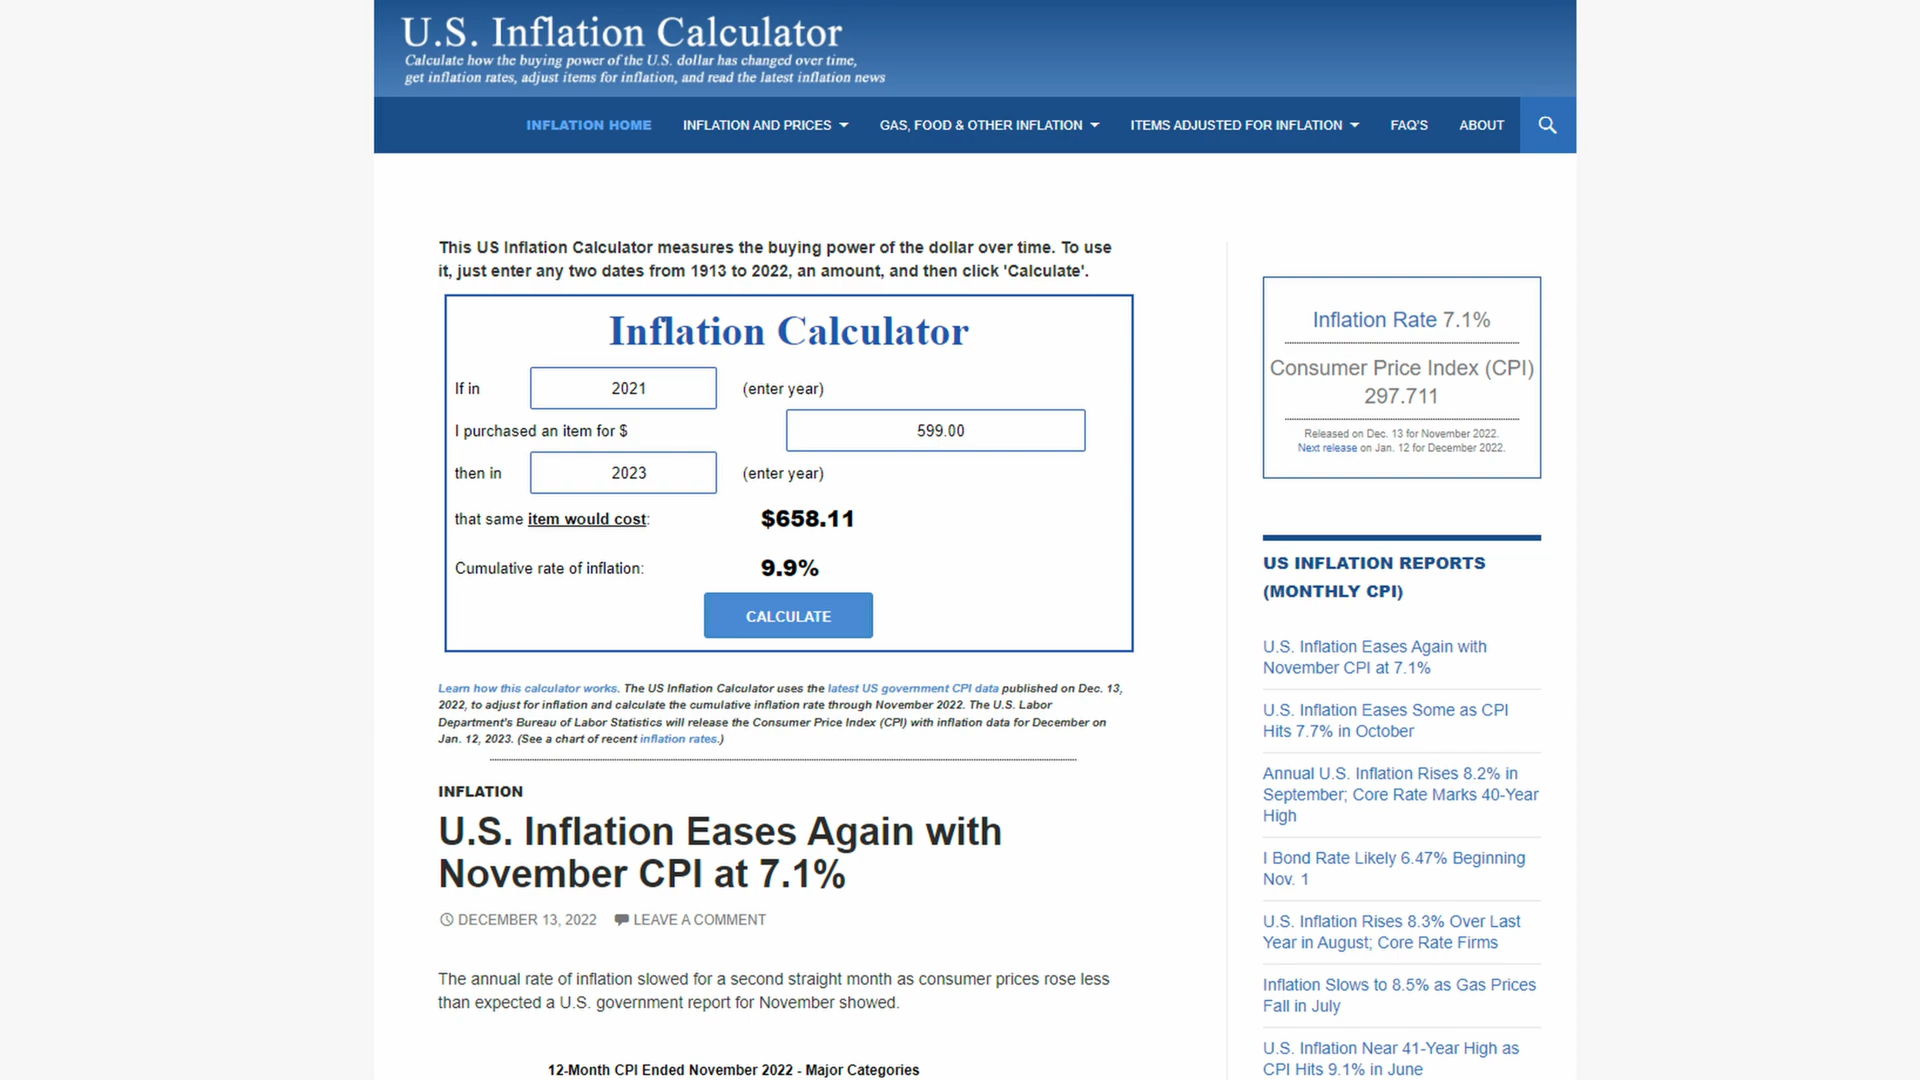 U.S. Inflation Calculator
Calculate how the buying power of the U.S. dollar has changed over time,
get inflation rates, adjust items for inflation, and read the latest inflation news
INFLATION HOME INFLATION AND PRICES GAS, FOOD & OTHER INFLATION ITEMS ADJUSTED FOR INFLATION FAQ'S ABOUT
This US Inflation Calculator measures the buying power of the dollar over time. To use
it, just enter any two dates from 1913 to 2022, an amount, and then click 'Calculate'.
Inflation Calculator
If in 2021 (enter year)
I purchased an item for $ 599.00
then in 2023 (enter year)
that same item would cost: $658.11
Cumulative rate of inflation: 9.9%
CALCULATE
Learn how this calculator works. The US Inflation Calculator uses the latest US government CPI data published on Dec. 13,
2022, to adjust for inflation and calculate the cumulative inflation rate through November 2022. The U.S. Labor
Department's Bureau of Labor Statistics will release the Consumer Price Index (CPI) with inflation data for December on
Jan. 12, 2023. (See a chart of recent inflation rates.)
INFLATION
U.S. Inflation Eases Again with
November CPI at 7.1%
DECEMBER 13, 2022 LEAVE A COMMENT
The annual rate of inflation slowed for a second straight month as consumer prices rose less
than expected a U.S. government report for November showed.
12-Month CPI Ended November 2022 - Major Categories
Inflation Rate 7.1%
Consumer Price Index (CPI)
297.711
Released on Dec. 13 for November 2022.
Next release on Jan. 12 for December 2022.
US INFLATION REPORTS
(MONTHLY CPI)
U.S. Inflation Eases Again with
November CPI at 7.1%
U.S. Inflation Eases Some as CPI
Hits 7.7% in October
Annual U.S. Inflation Rises 8.2% in
September; Core Rate Marks 40-Year
High
I Bond Rate Likely 6.47% Beginning
Nov. 1
U.S. Inflation Rises 8.3% Over Last
Year in August; Core Rate Firms
Inflation Slows to 8.5% as Gas Prices
Fall in July
U.S. Inflation Near 41-Year High as
CPI Hits 9.1% in June